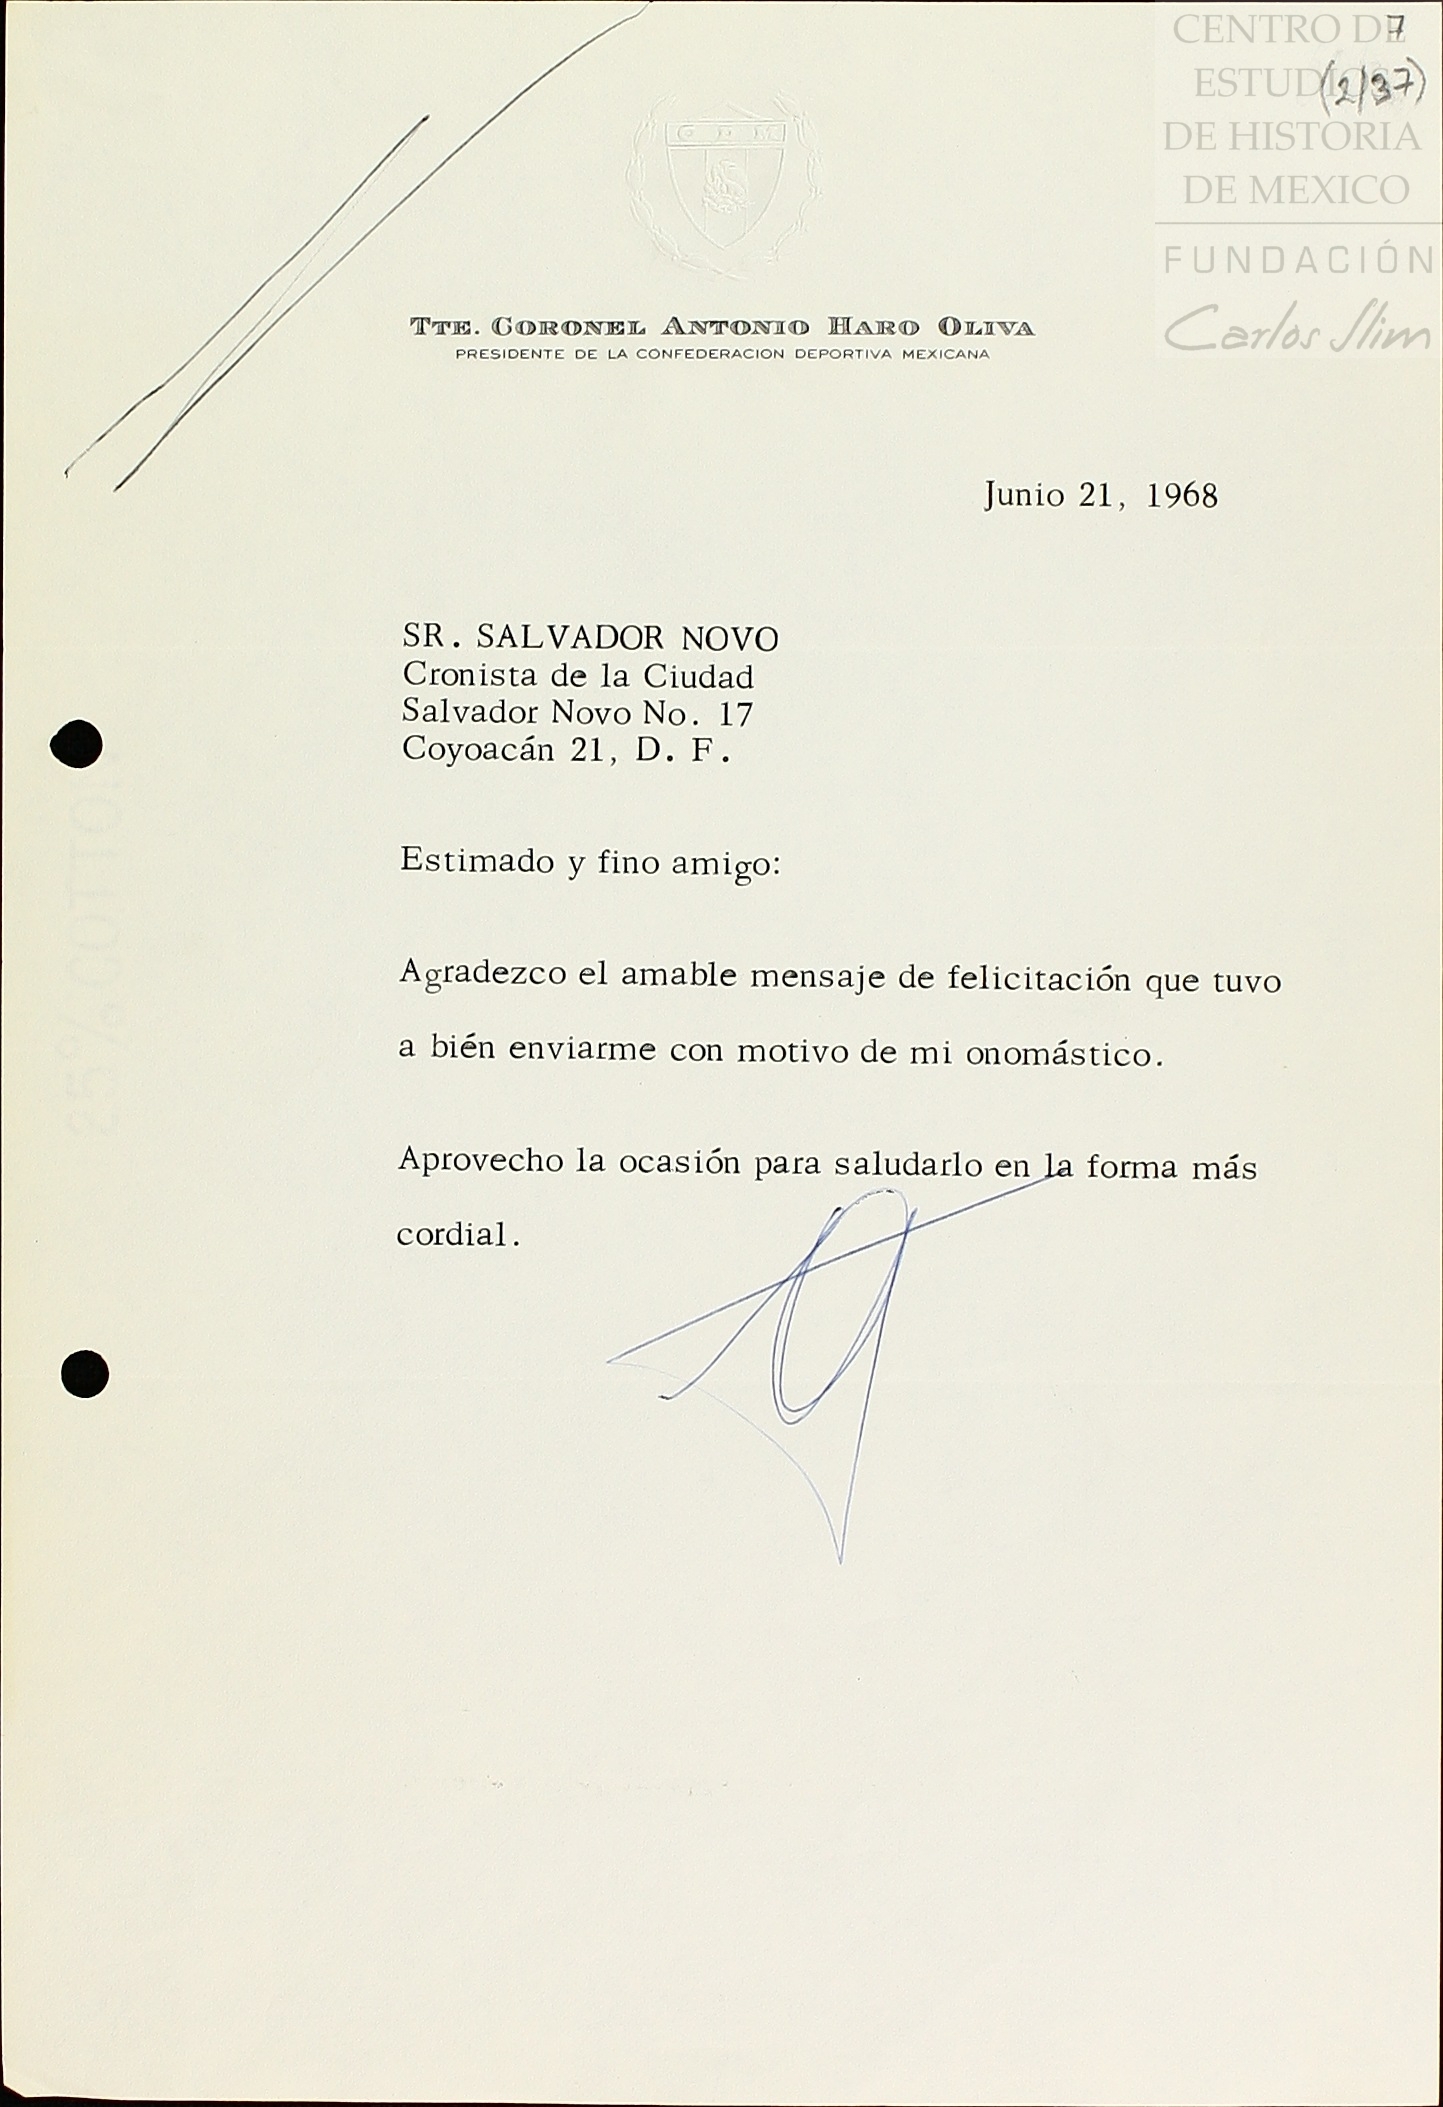 CENTRO DE
ESTUDIOS
DE HISTORIA
DE MEXICO
FUNDACIÓN
Carlos Slim
7
(2/37)
C D M
TTE. CORONEL ANTONIO HARO OLIVA
PRESIDENTE DE LA CONFEDERACION DEPORTIVA MEXICANA
Junio 21, 1968
SR. SALVADOR NOVO
Cronista de la Ciudad
Salvador Novo No. 17
Coyoacán 21, D. F.
Estimado y fino amigo:
Agradezco el amable mensaje de felicitación que tuvo
a bién enviarme con motivo de mi onomástico.
Aprovecho la ocasión para saludarlo en la forma más
cordial.